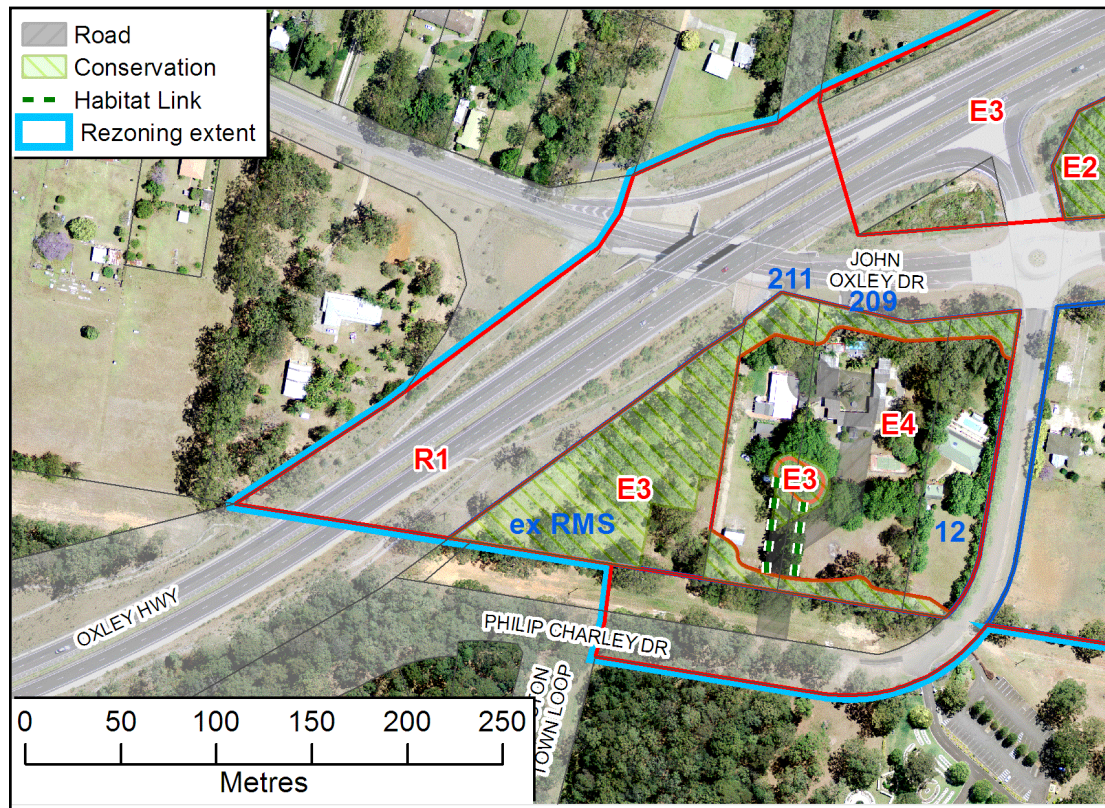 Road
Conservation
Habitat Link
Rezoning extent
E3
E2
JOHN
OXLEY DR
211
209
E4
R1
E3
E3
ex RMS
12
OXLEY HWY
PHILIP CHARLEY DR
TOWN LOOP
0 50 100 150 200 250
Metres